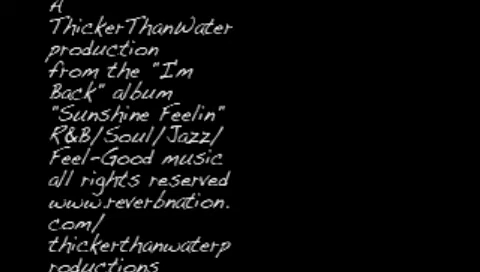 A
ThickerThanWater
production
from the "I'm
Back" album
"Sunshine Feelin"
R&B/Soul/Jazz/
Feel-Good music
all rights reserved
www.reverbnation.
com/
thickerthanwaterp
roductions